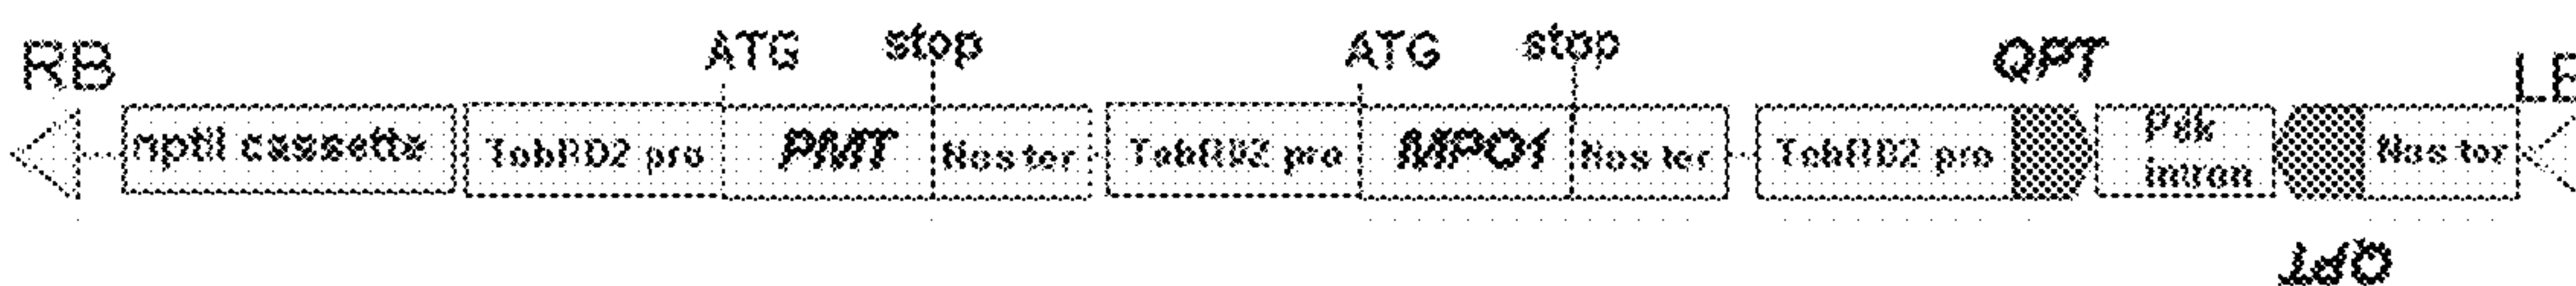 RB
ATG
stop
ATG
stop
QPT
LB
nptII cassette
TobRD2 pro
PMT
Nos ter
TobRD2 pro
MPO1
Nos ter
TobRD2 pro
Pdk
intron
Nos ter
QPT